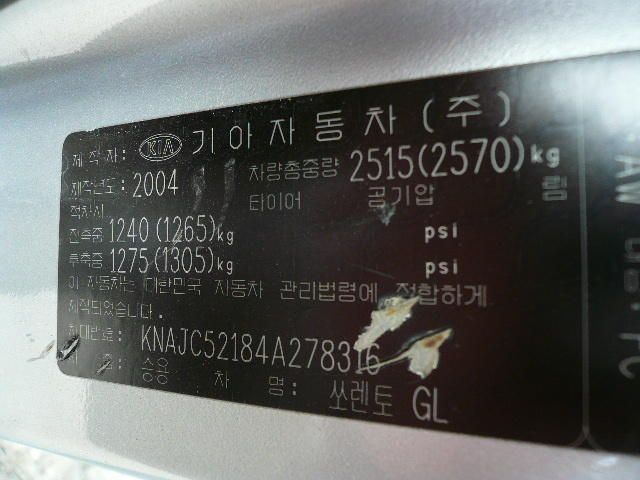 제 작 자: KIA 기아자동차(주)
제작년도: 2004 차량총중량 2515(2570)kg
적차시 타이어 공기압 림
전축중 1240(1265)kg psi
후축중 1275(1305)kg psi
이 자동차는 대한민국 자동차 관리법령에 적합하게
제작되었습니다.
차대번호: KNAJC52184A278316
종: 승용 차 명: 쏘렌토 GL